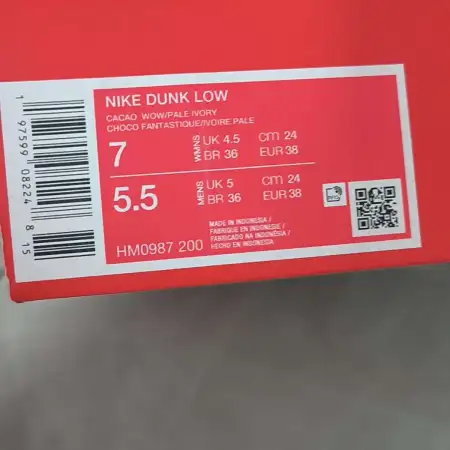 NIKE DUNK LOW
CACAO WOW/PALE IVORY
CHOCO FANTASTIQUE/IVOIRE PALE
7 WMNS UK 4.5 cm 24
BR 36 EUR 38
5.5 MENS UK 5 cm 24
BR 36 EUR 38
MADE IN INDONESIA /
FABRIQUE EN INDONESIE /
FABRICADO NA INDONÉSIA /
HECHO EN INDONESIA
HM0987 200
1 97599 08224 8 15